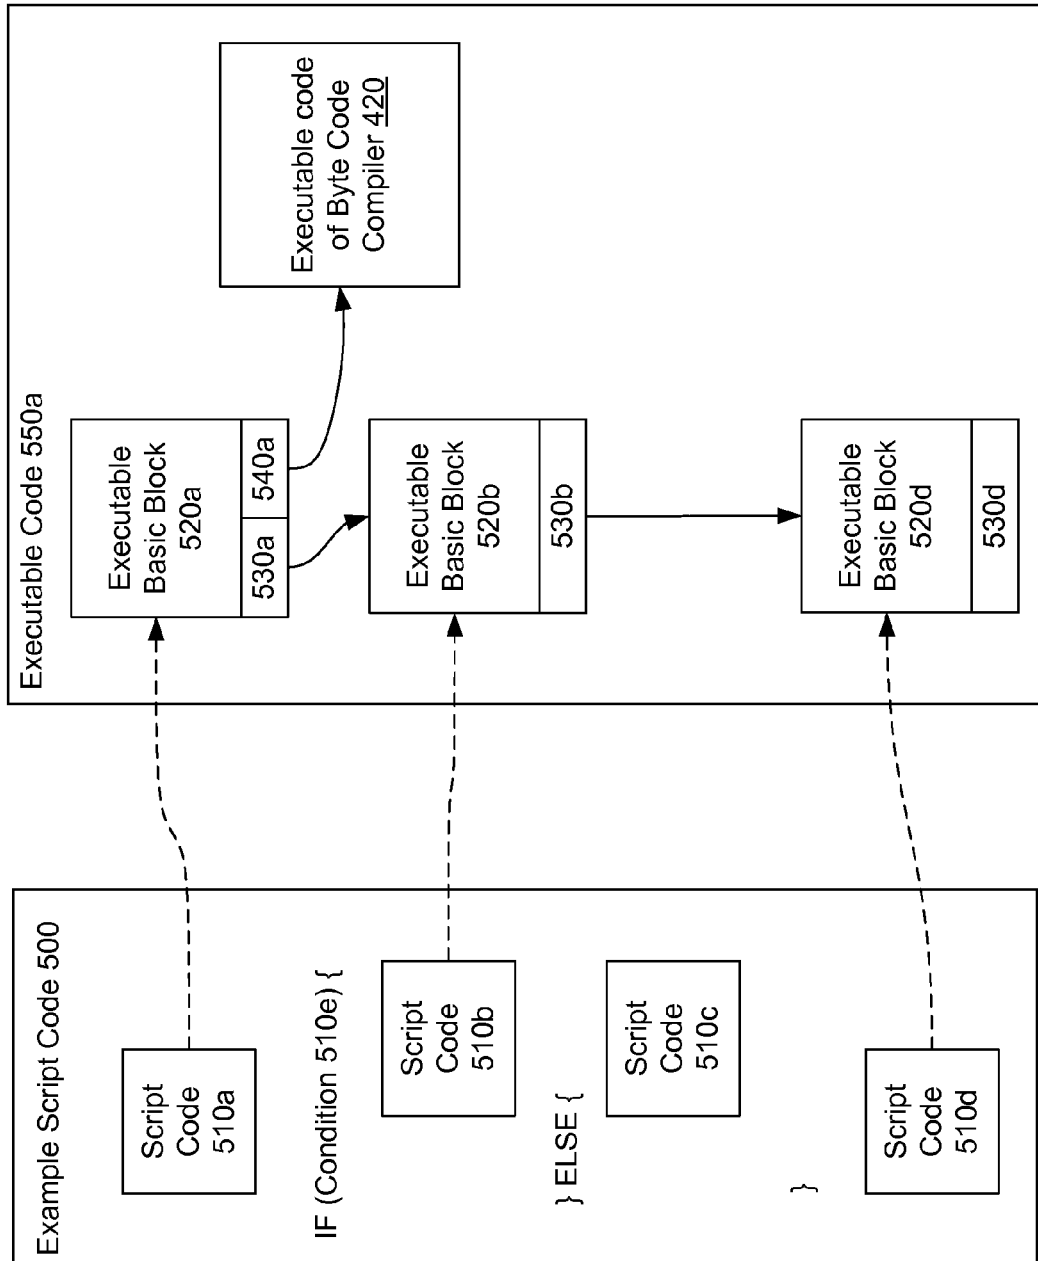 Example Script Code 500
Script
Code
510a
IF (Condition 510e) {
Script
Code
510b
} ELSE {
Script
Code
510c
}
Script
Code
510d
Executable Code 550a
Executable
Basic Block
520a
530a
540a
Executable code
of Byte Code
Compiler 420
Executable
Basic Block
520b
530b
Executable
Basic Block
520d
530d